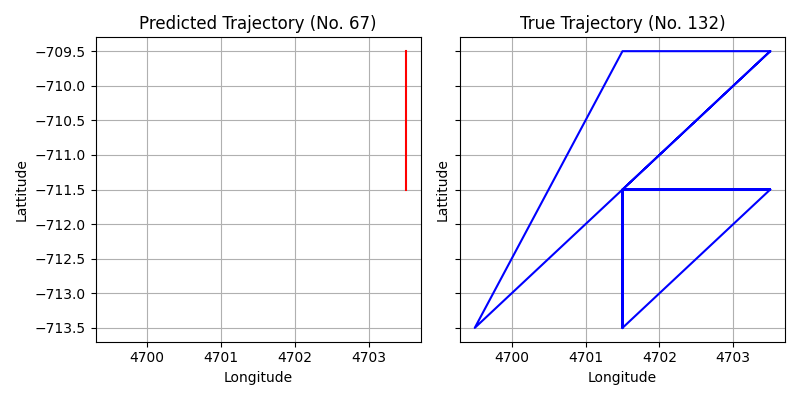 Predicted Trajectory (No. 67)
True Trajectory (No. 132)
−709.5
−710.0
−710.5
−711.0
−711.5
−712.0
−712.5
−713.0
−713.5
Lattitude
Lattitude
4700 4701 4702 4703
4700 4701 4702 4703
Longitude
Longitude